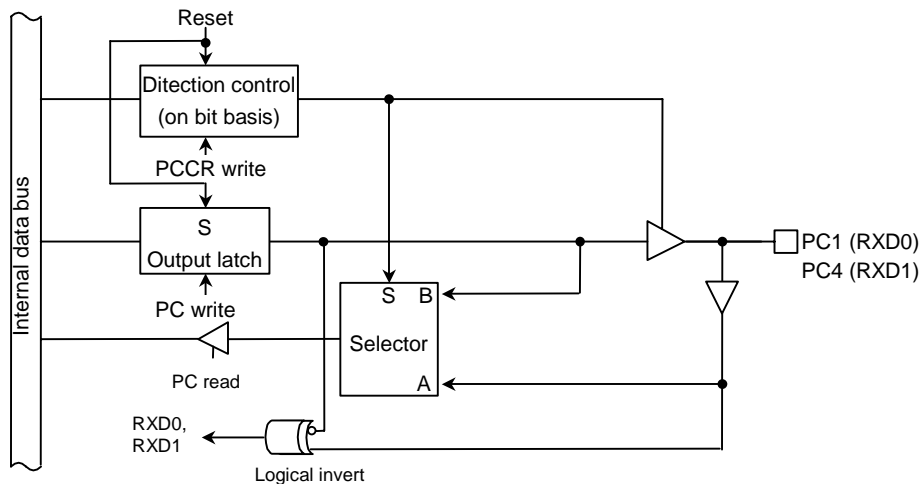 Reset
Ditection control
(on bit basis)
PCCR write
Internal data bus
S
Output latch
PC write
PC1 (RXD0)
PC4 (RXD1)
S
B
Selector
A
PC read
RXD0,
RXD1
Logical invert